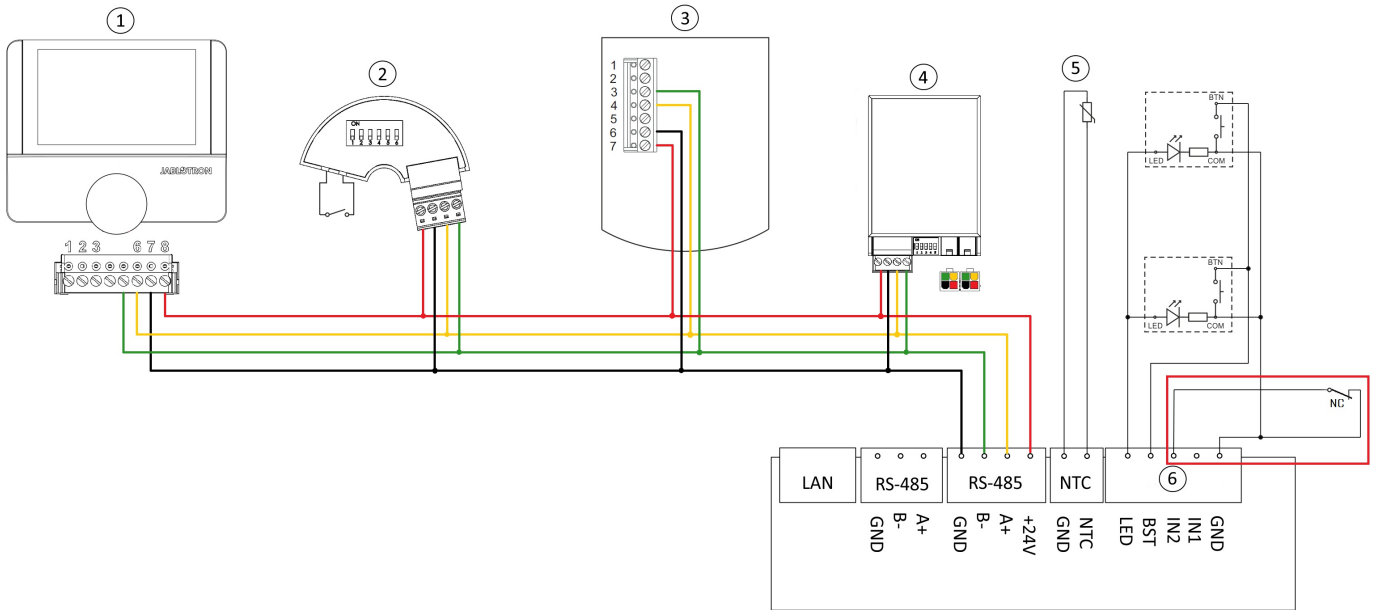 1
2
3
4
5
JABLOTRON
1 2 3 6 7 8
ON
1 2 3 4 5 6
1
2
3
4
5
6
7
BTN
LED
COM
BTN
LED
COM
NC
LAN
RS-485
RS-485
NTC
6
GND
B-
A+
GND
B-
A+
+24V
GND
NTC
LED
BST
IN2
IN1
GND